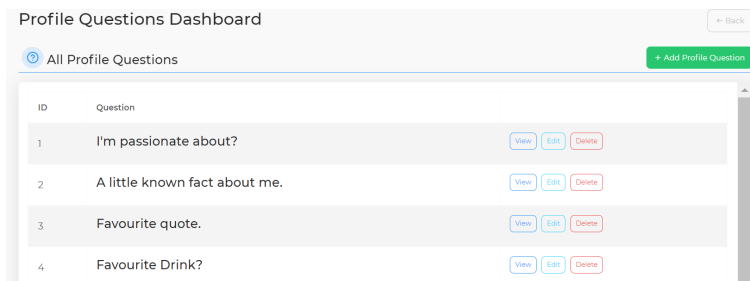 Profile Questions Dashboard
← Back
All Profile Questions
+ Add Profile Question
ID Question
1 I'm passionate about? View Edit Delete
2 A little known fact about me. View Edit Delete
3 Favourite quote. View Edit Delete
4 Favourite Drink? View Edit Delete